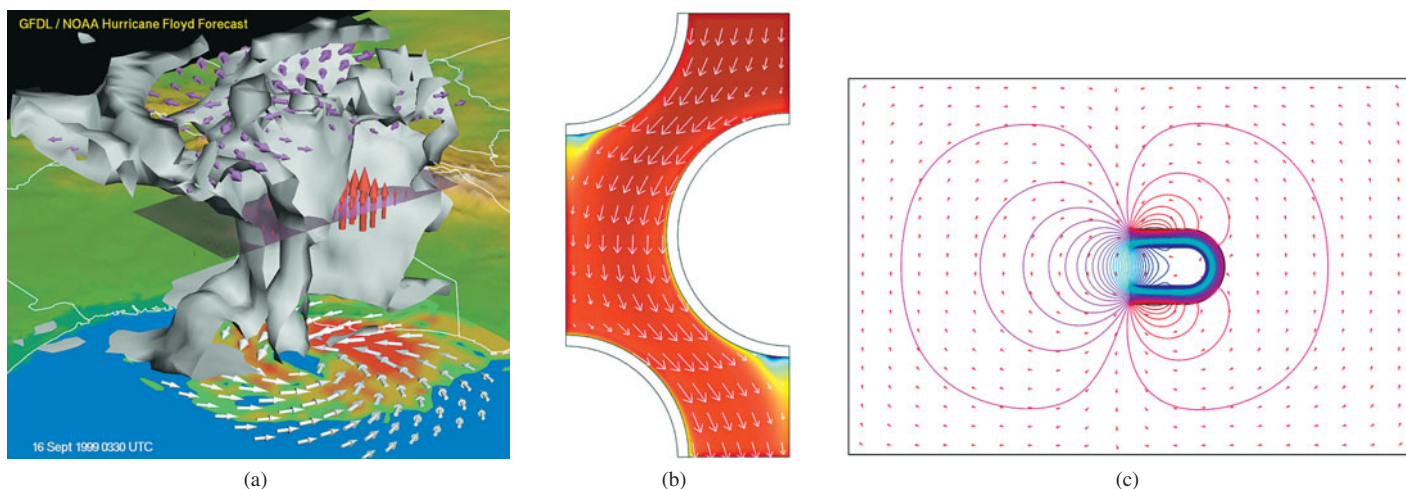 GFDL / NOAA Hurricane Floyd Forecast
16 Sept 1999 0330 UTC
(a)
(b)
(c)